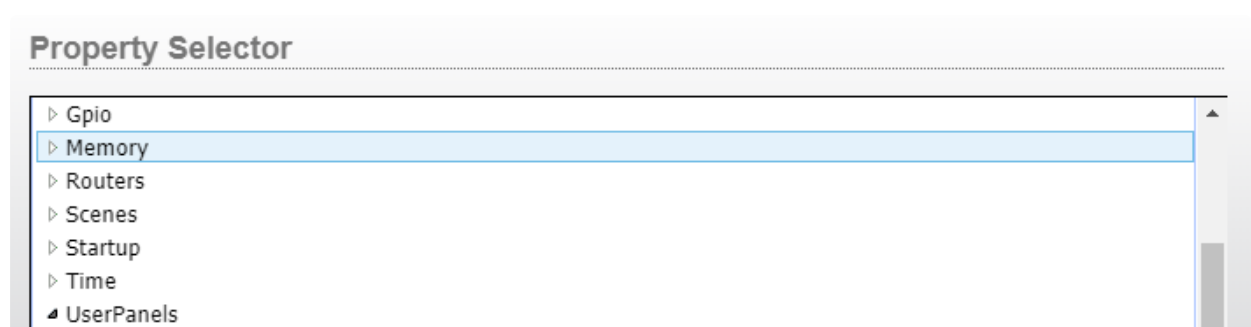 Property Selector
Gpio
Memory
Routers
Scenes
Startup
Time
UserPanels